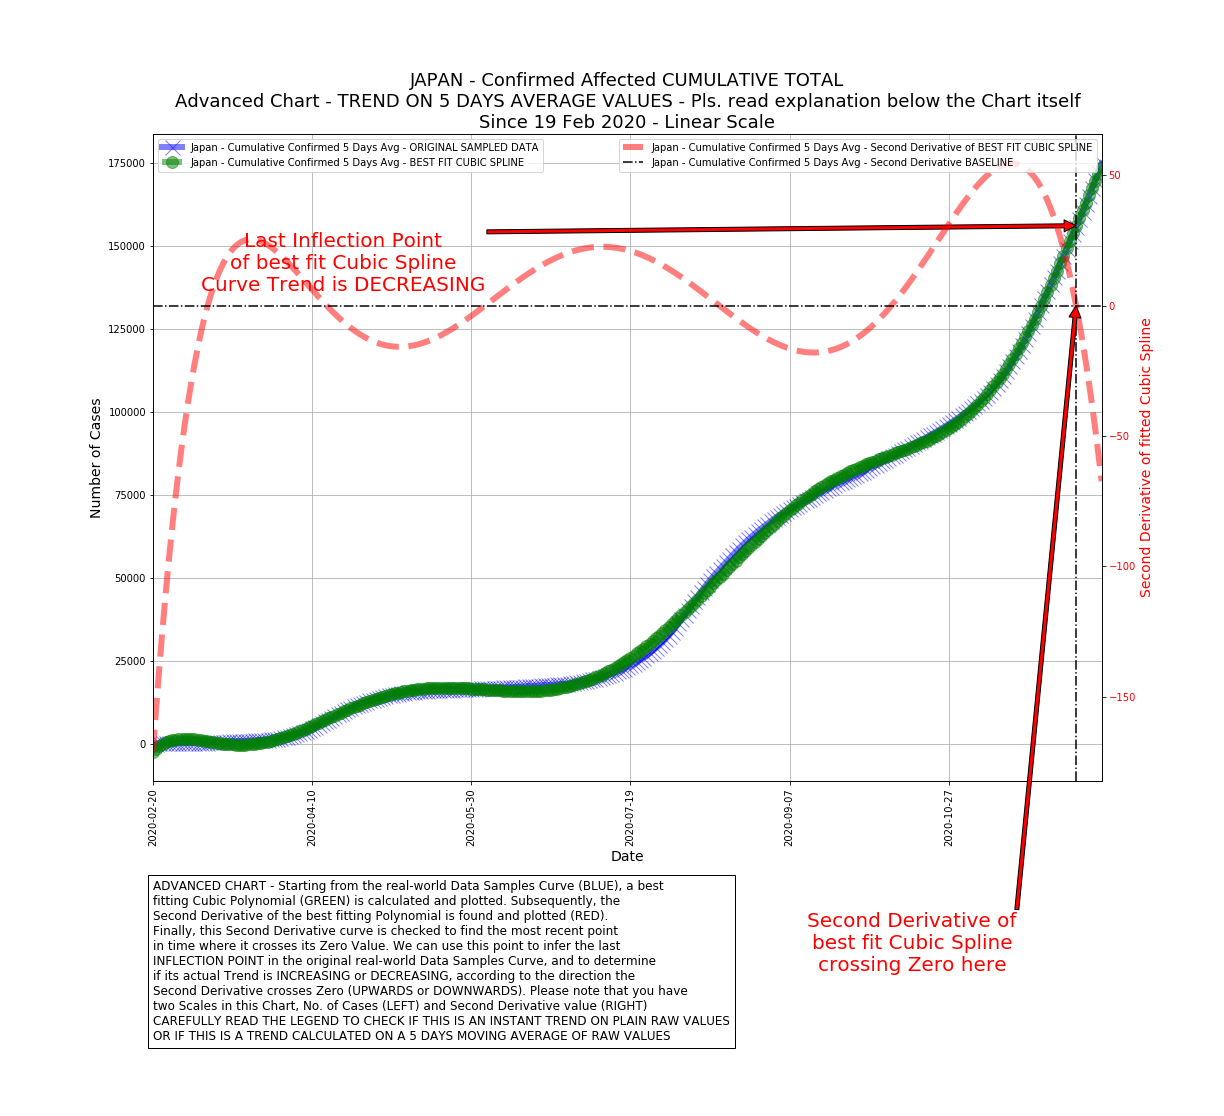 JAPAN - Confirmed Affected CUMULATIVE TOTAL
Advanced Chart - TREND ON 5 DAYS AVERAGE VALUES - Pls. read explanation below the Chart itself
Since 19 Feb 2020 - Linear Scale
Japan - Cumulative Confirmed 5 Days Avg - ORIGINAL SAMPLED DATA
Japan - Cumulative Confirmed 5 Days Avg - BEST FIT CUBIC SPLINE
Japan - Cumulative Confirmed 5 Days Avg - Second Derivative of BEST FIT CUBIC SPLINE
Japan - Cumulative Confirmed 5 Days Avg - Second Derivative BASELINE
Last Inflection Point
of best fit Cubic Spline
Curve Trend is DECREASING
Number of Cases
175000
150000
125000
100000
75000
50000
25000
0
50
0
−50
−100
−150
Second Derivative of fitted Cubic Spline
2020-02-20
2020-04-10
2020-05-30
2020-07-19
2020-09-07
2020-10-27
Date
Second Derivative of
best fit Cubic Spline
crossing Zero here
ADVANCED CHART - Starting from the real-world Data Samples Curve (BLUE), a best
fitting Cubic Polynomial (GREEN) is calculated and plotted. Subsequently, the
Second Derivative of the best fitting Polynomial is found and plotted (RED).
Finally, this Second Derivative curve is checked to find the most recent point
in time where it crosses its Zero Value. We can use this point to infer the last
INFLECTION POINT in the original real-world Data Samples Curve, and to determine
if its actual Trend is INCREASING or DECREASING, according to the direction the
Second Derivative crosses Zero (UPWARDS or DOWNWARDS). Please note that you have
two Scales in this Chart, No. of Cases (LEFT) and Second Derivative value (RIGHT)
CAREFULLY READ THE LEGEND TO CHECK IF THIS IS AN INSTANT TREND ON PLAIN RAW VALUES
OR IF THIS IS A TREND CALCULATED ON A 5 DAYS MOVING AVERAGE OF RAW VALUES